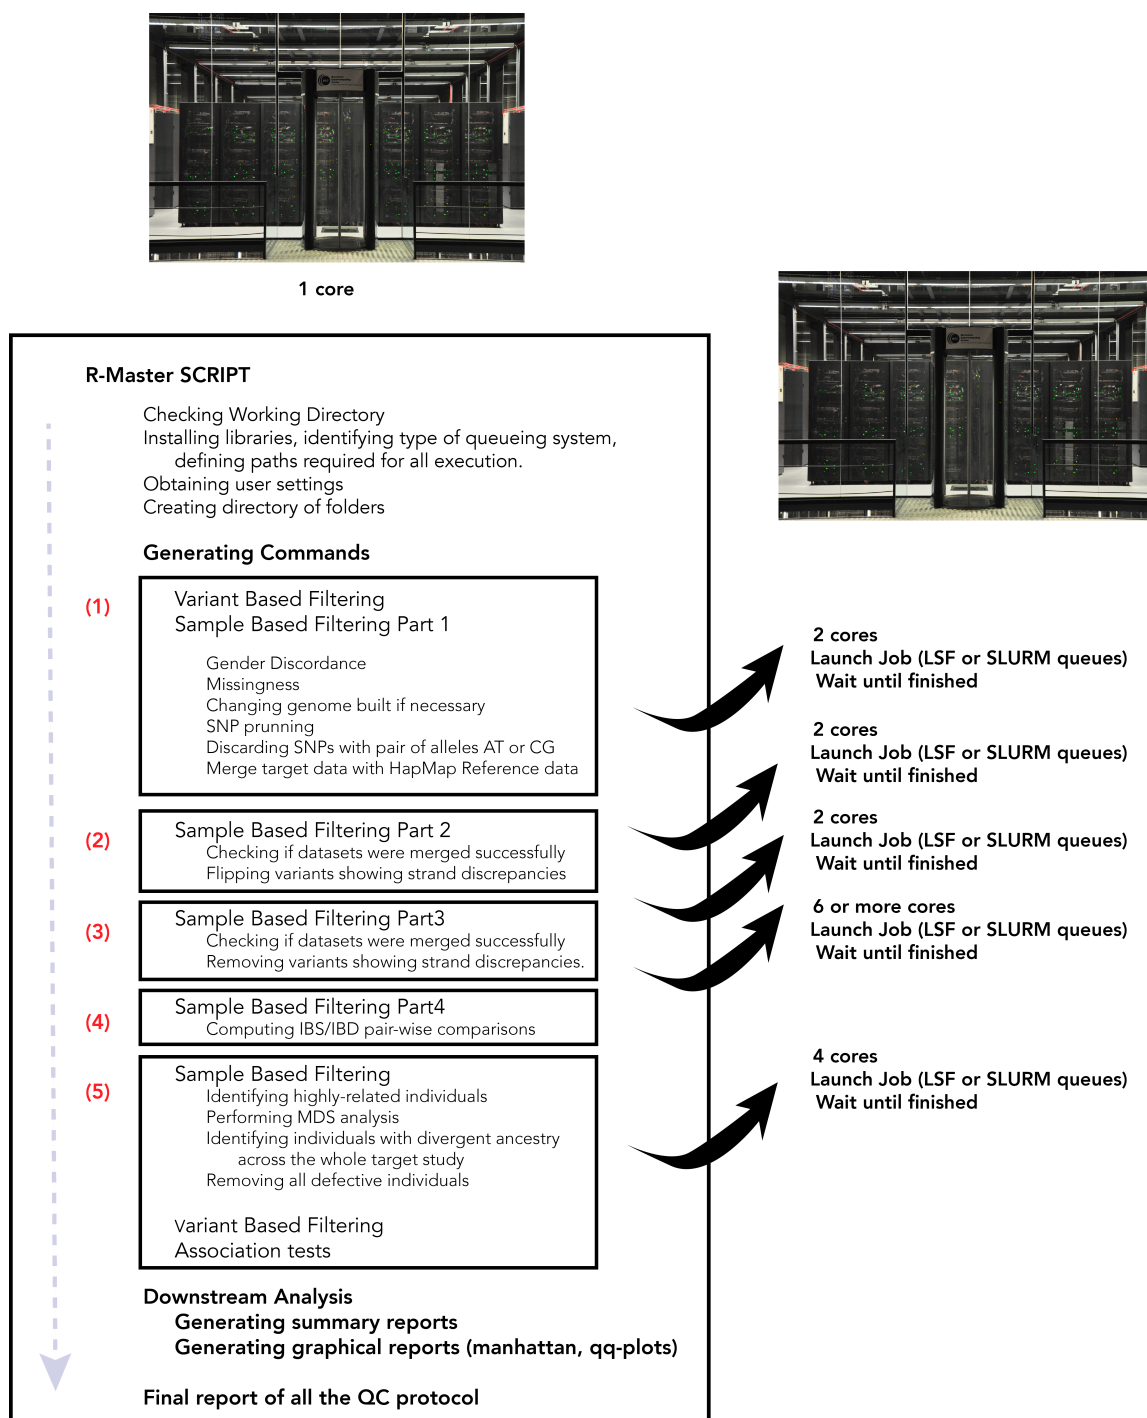 1 core
R-Master SCRIPT
Checking Working Directory
Installing libraries, identifying type of queueing system,
defining paths required for all execution.
Obtaining user settings
Creating directory of folders
Generating Commands
(1)
Variant Based Filtering
Sample Based Filtering Part 1
Gender Discordance
Missingness
Changing genome built if necessary
SNP prunning
Discarding SNPs with pair of alleles AT or CG
Merge target data with HapMap Reference data
2 cores
Launch Job (LSF or SLURM queues)
Wait until finished
(2)
Sample Based Filtering Part 2
Checking if datasets were merged successfully
Flipping variants showing strand discrepancies
2 cores
Launch Job (LSF or SLURM queues)
Wait until finished
(3)
Sample Based Filtering Part3
Checking if datasets were merged successfully
Removing variants showing strand discrepancies.
2 cores
Launch Job (LSF or SLURM queues)
Wait until finished
(4)
Sample Based Filtering Part4
Computing IBS/IBD pair-wise comparisons
6 or more cores
Launch Job (LSF or SLURM queues)
Wait until finished
(5)
Sample Based Filtering
Identifying highly-related individuals
Performing MDS analysis
Identifying individuals with divergent ancestry
across the whole target study
Removing all defective individuals
Variant Based Filtering
Association tests
4 cores
Launch Job (LSF or SLURM queues)
Wait until finished
Downstream Analysis
Generating summary reports
Generating graphical reports (manhattan, qq-plots)
Final report of all the QC protocol